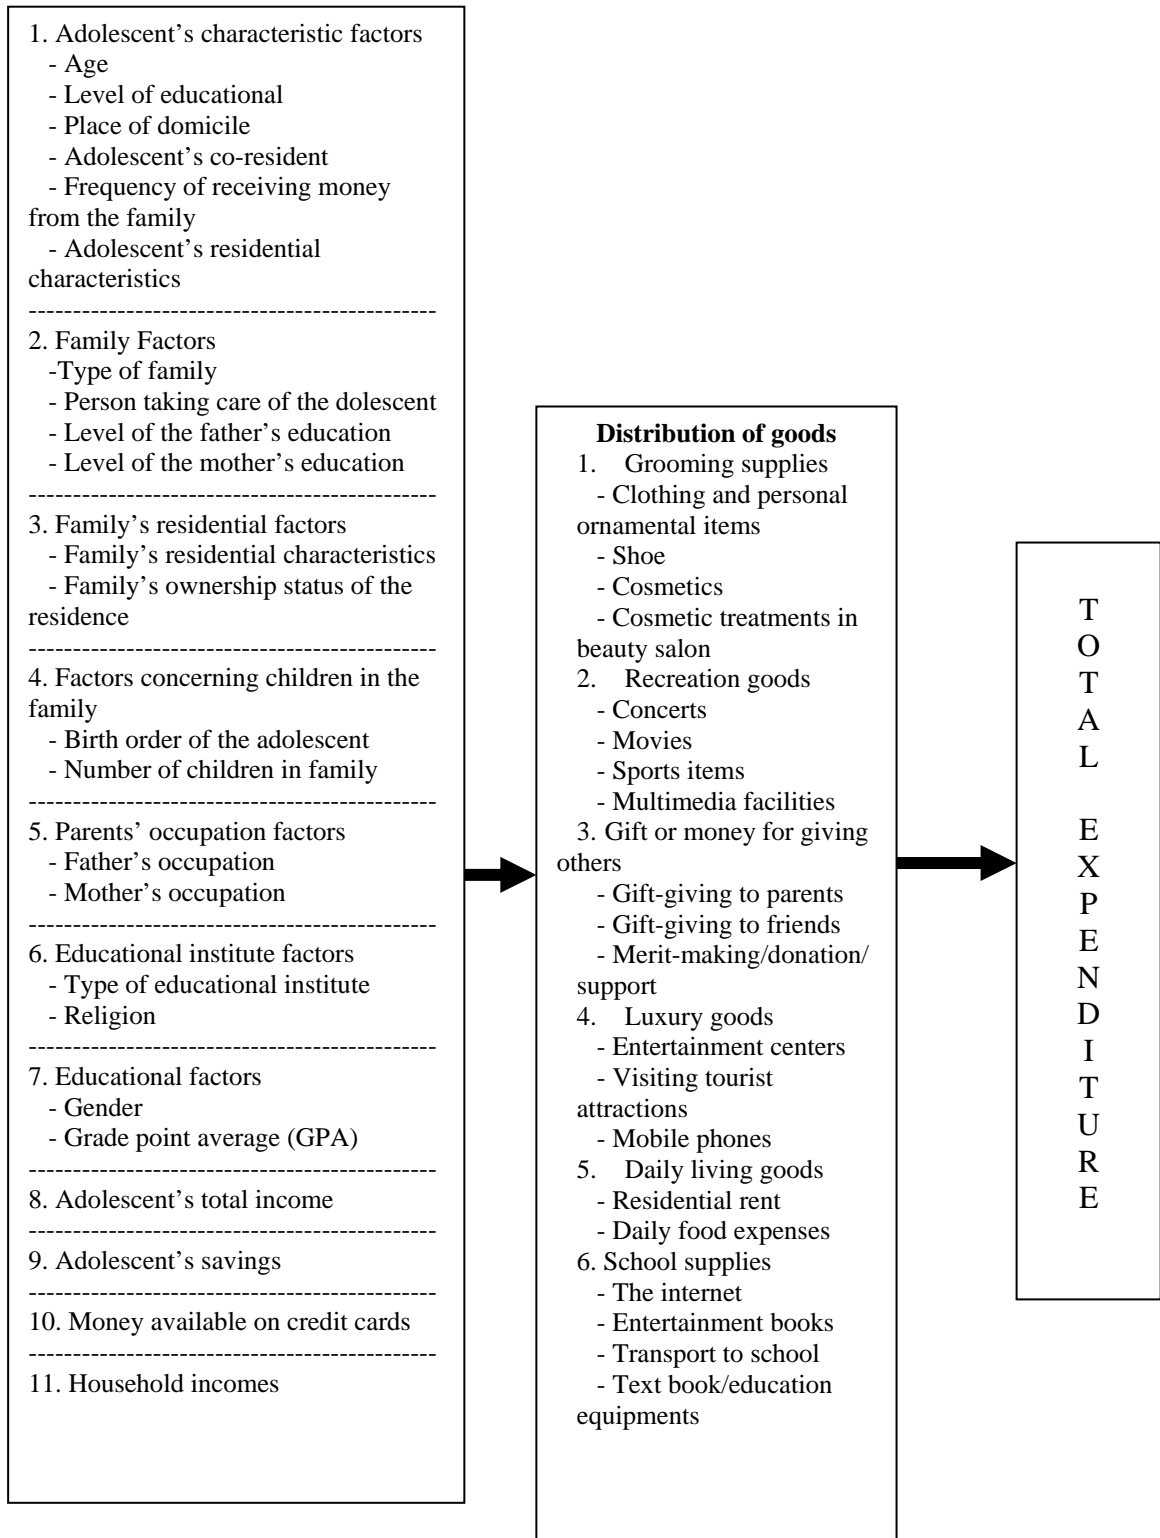 1. Adolescent’s characteristic factors
- Age
- Level of educational
- Place of domicile
- Adolescent’s co-resident
- Frequency of receiving money
from the family
- Adolescent’s residential
characteristics
----------------------------------------------
2. Family Factors
-Type of family
- Person taking care of the dolescent
- Level of the father’s education
- Level of the mother’s education
----------------------------------------------
3. Family’s residential factors
- Family’s residential characteristics
- Family’s ownership status of the
residence
----------------------------------------------
4. Factors concerning children in the
family
- Birth order of the adolescent
- Number of children in family
----------------------------------------------
5. Parents’ occupation factors
- Father’s occupation
- Mother’s occupation
----------------------------------------------
6. Educational institute factors
- Type of educational institute
- Religion
----------------------------------------------
7. Educational factors
- Gender
- Grade point average (GPA)
----------------------------------------------
8. Adolescent’s total income
----------------------------------------------
9. Adolescent’s savings
----------------------------------------------
10. Money available on credit cards
----------------------------------------------
11. Household incomes
Distribution of goods
1. Grooming supplies
- Clothing and personal
ornamental items
- Shoe
- Cosmetics
- Cosmetic treatments in
beauty salon
2. Recreation goods
- Concerts
- Movies
- Sports items
- Multimedia facilities
3. Gift or money for giving
others
- Gift-giving to parents
- Gift-giving to friends
- Merit-making/donation/
support
4. Luxury goods
- Entertainment centers
- Visiting tourist
attractions
- Mobile phones
5. Daily living goods
- Residential rent
- Daily food expenses
6. School supplies
- The internet
- Entertainment books
- Transport to school
- Text book/education
equipments
TOTAL EXPENDITURE